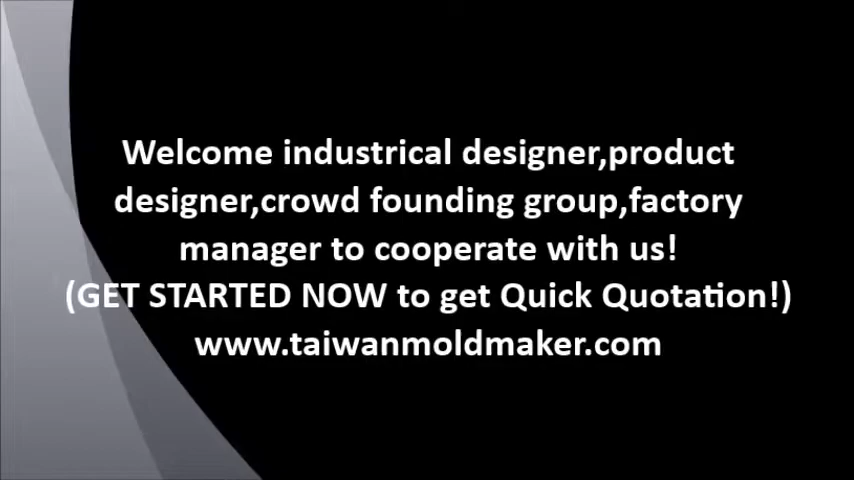 Welcome industrical designer,product
designer,crowd founding group,factory
manager to cooperate with us!
(GET STARTED NOW to get Quick Quotation!)
www.taiwanmoldmaker.com